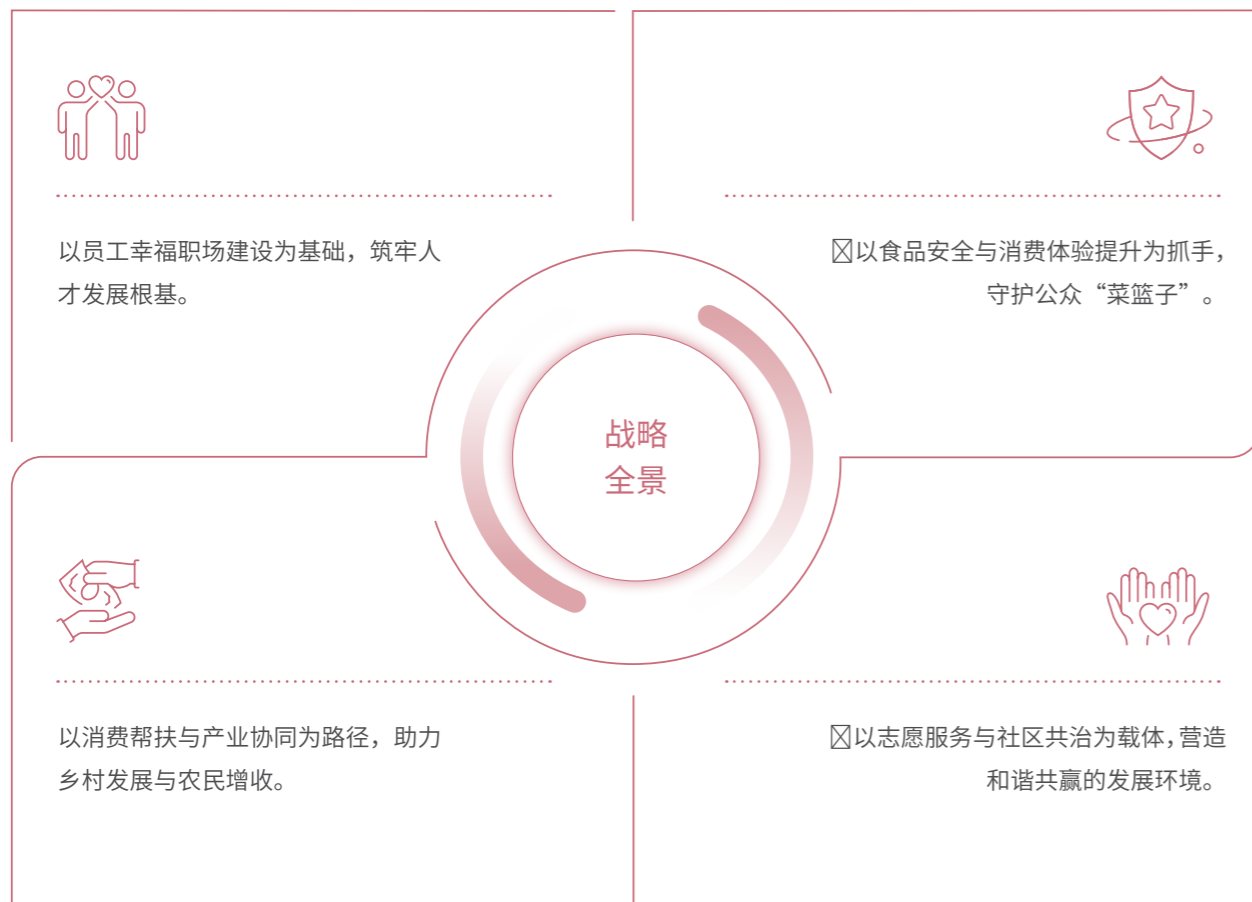 以员工幸福职场建设为基础，筑牢人
才发展根基。
以食品安全与消费体验提升为抓手，
守护公众“菜篮子”。
战略
全景
以消费帮扶与产业协同为路径，助力
乡村发展与农民增收。
以志愿服务与社区共治为载体，营造
和谐共赢的发展环境。